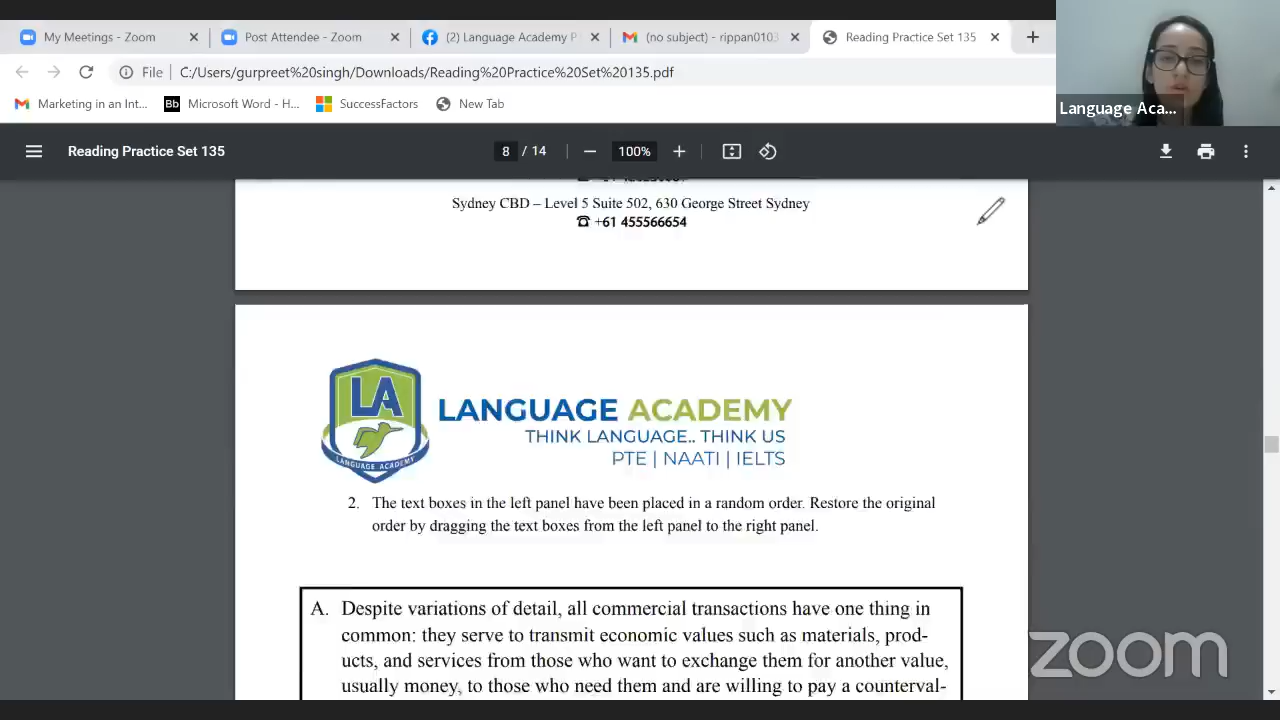 My Meetings - Zoom
Post Attendee - Zoom
(2) Language Academy P
(no subject) - rippan0103
Reading Practice Set 135
File
C:/Users/gurpreet%20singh/Downloads/Reading%20Practice%20Set%20135.pdf
Marketing in an Int...
Bb Microsoft Word - H...
SuccessFactors
New Tab
Language Aca...
Reading Practice Set 135
8 / 14
100%
Sydney CBD – Level 5 Suite 502, 630 George Street Sydney
☎ +61 455566654
LA
LANGUAGE ACADEMY
LANGUAGE ACADEMY
THINK LANGUAGE.. THINK US
PTE | NAATI | IELTS
2. The text boxes in the left panel have been placed in a random order. Restore the original
order by dragging the text boxes from the left panel to the right panel.
A. Despite variations of detail, all commercial transactions have one thing in
common: they serve to transmit economic values such as materials, prod-
ucts, and services from those who want to exchange them for another value,
usually money, to those who need them and are willing to pay a counterval-
zoom